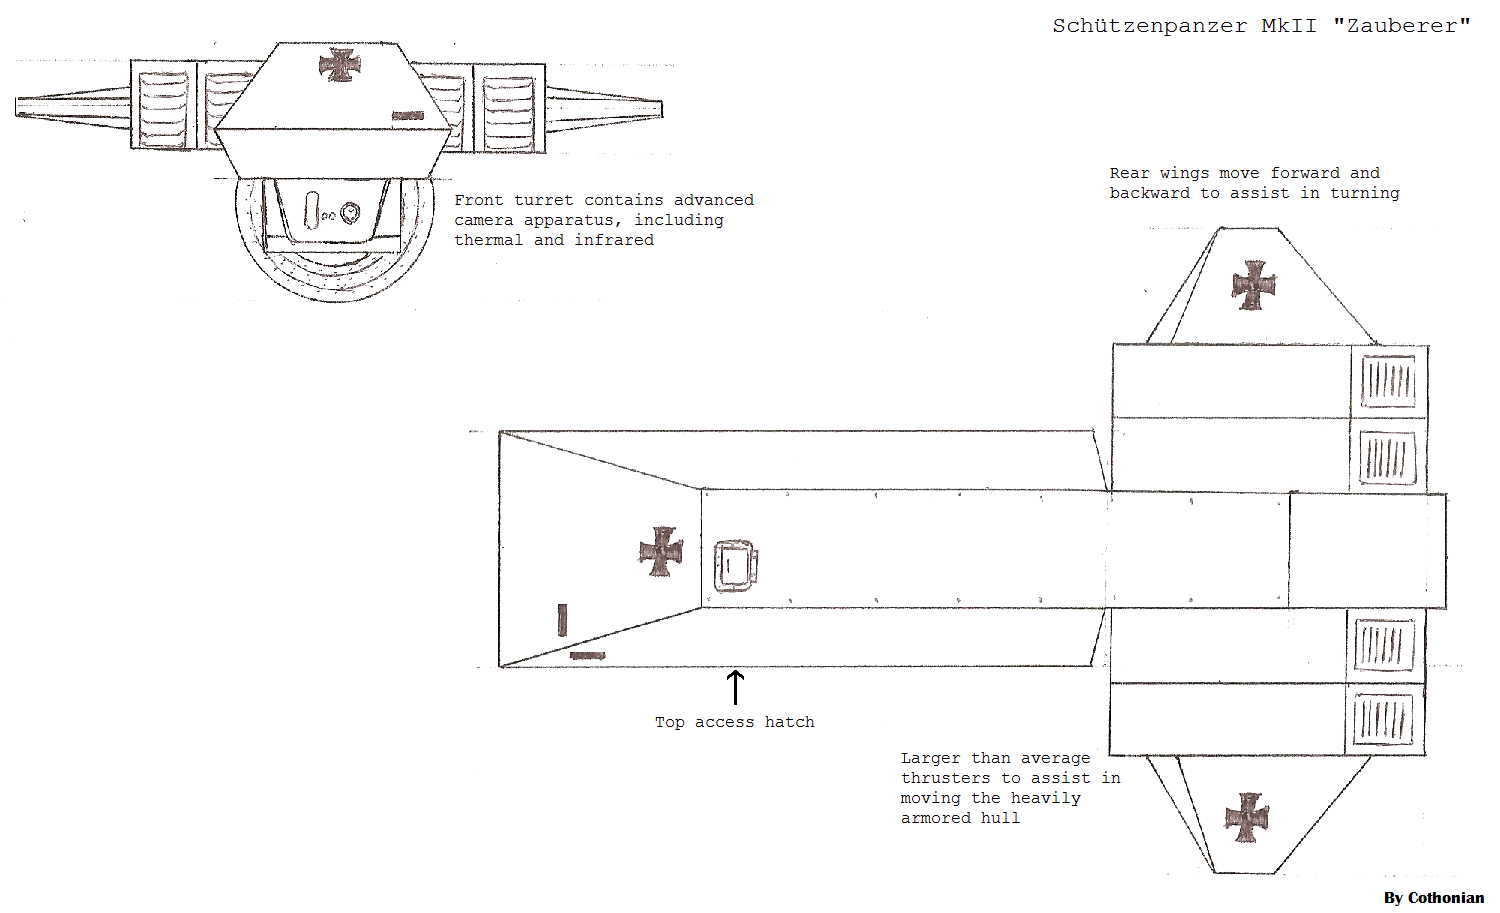 Schützenpanzer MkII "Zauberer"
Rear wings move forward and
backward to assist in turning
Front turret contains advanced
camera apparatus, including
thermal and infrared
Top access hatch
Larger than average
thrusters to assist in
moving the heavily
armored hull
By Cothonian